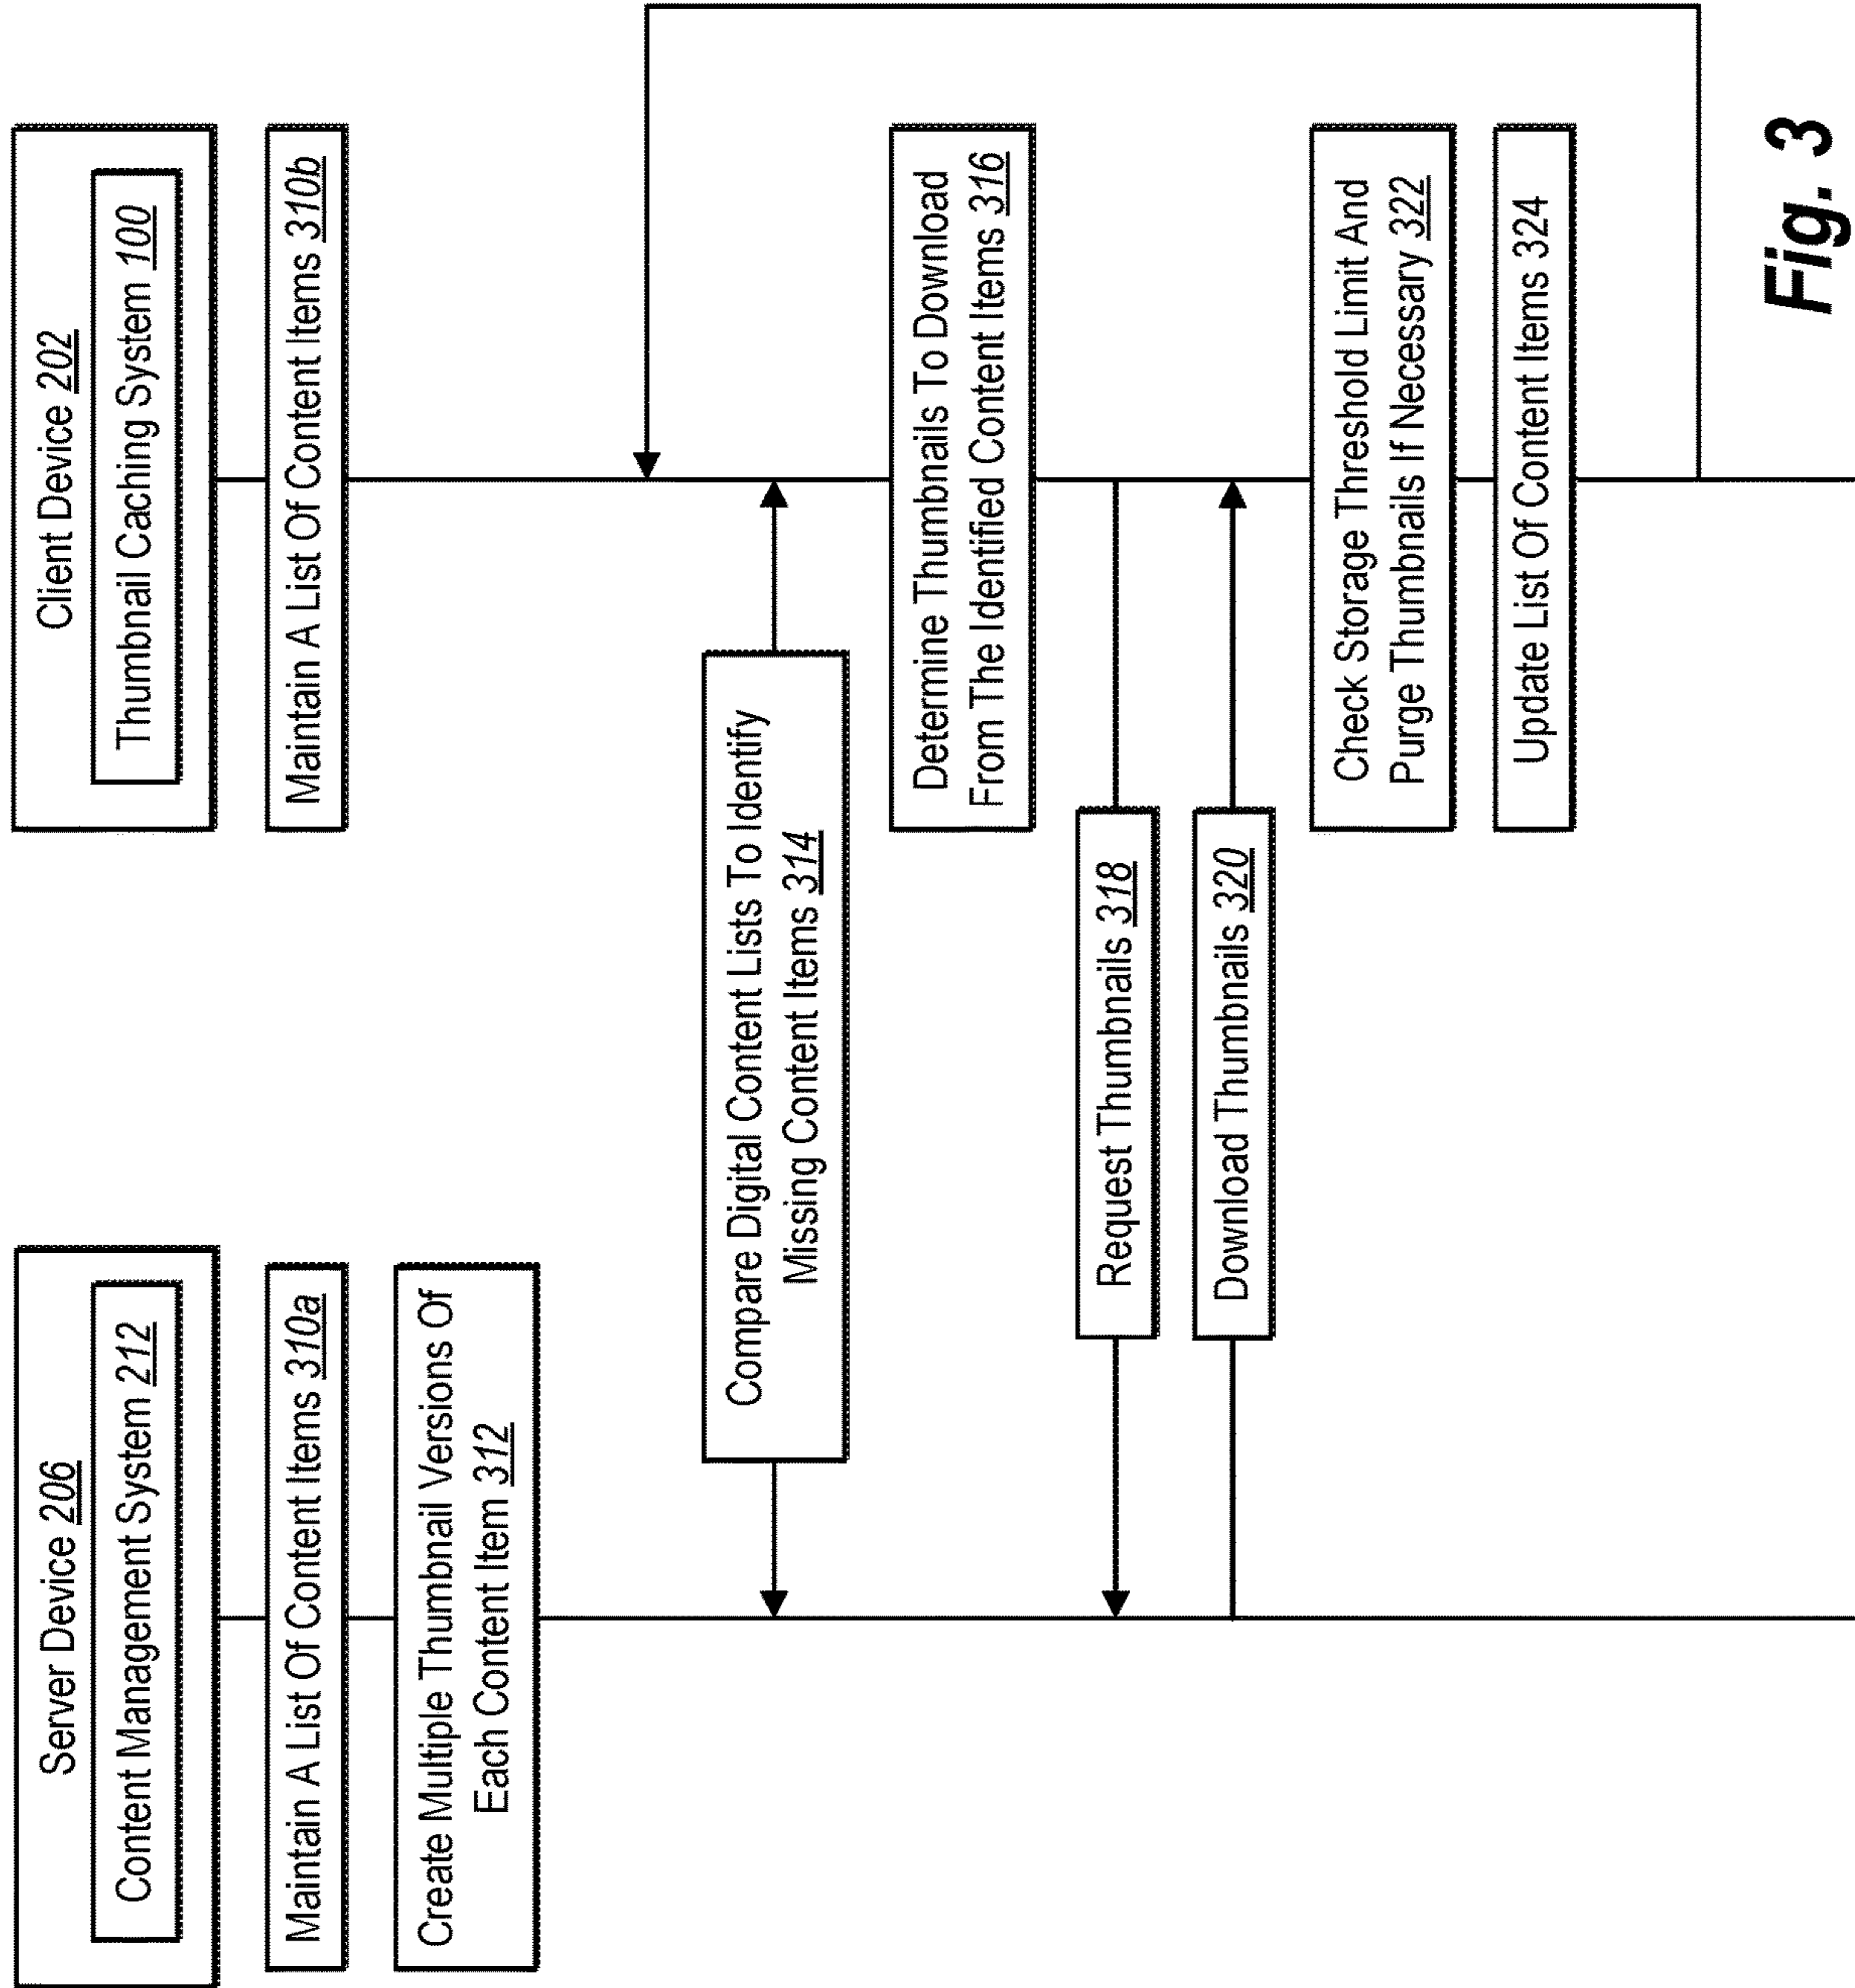 Server Device 206
Content Management System 212
Client Device 202
Thumbnail Caching System 100
Maintain A List Of Content Items 310a
Maintain A List Of Content Items 310b
Create Multiple Thumbnail Versions Of
Each Content Item 312
Compare Digital Content Lists To Identify
Missing Content Items 314
Determine Thumbnails To Download
From The Identified Content Items 316
Request Thumbnails 318
Download Thumbnails 320
Check Storage Threshold Limit And
Purge Thumbnails If Necessary 322
Update List Of Content Items 324
Fig. 3